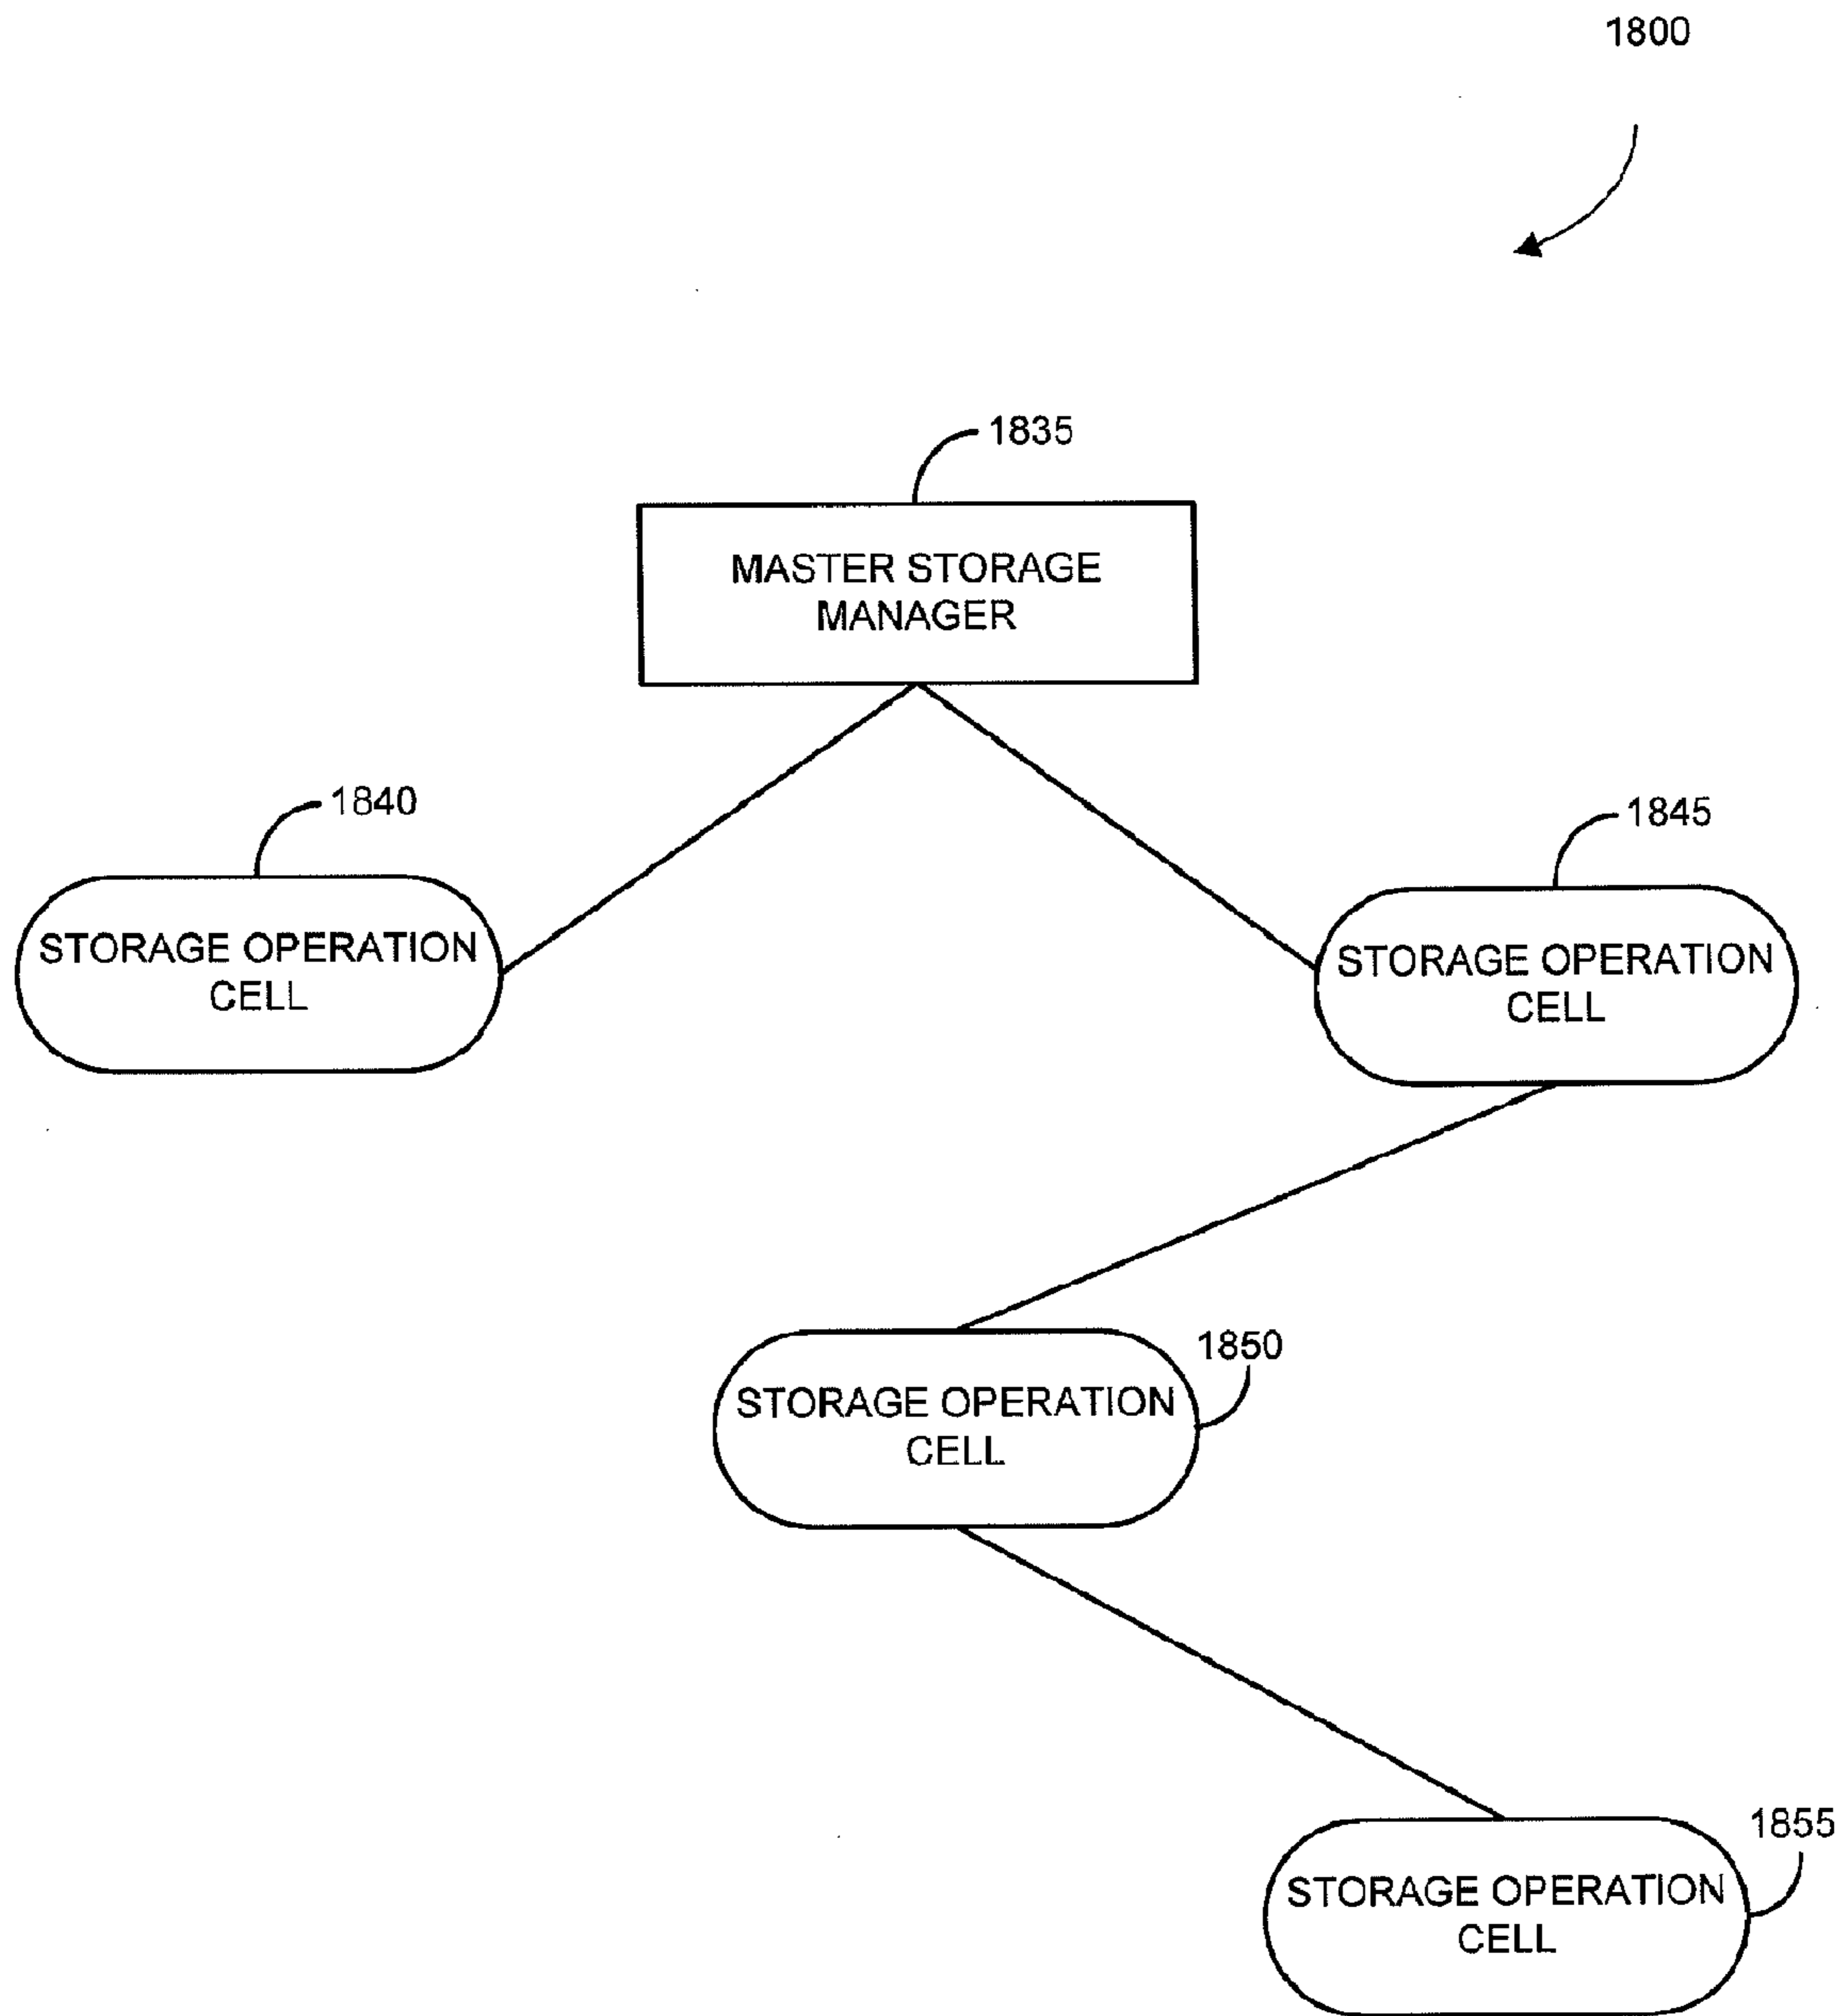 1800
1835
MASTER STORAGE
MANAGER
1840
STORAGE OPERATION
CELL
1845
STORAGE OPERATION
CELL
1850
STORAGE OPERATION
CELL
1855
STORAGE OPERATION
CELL